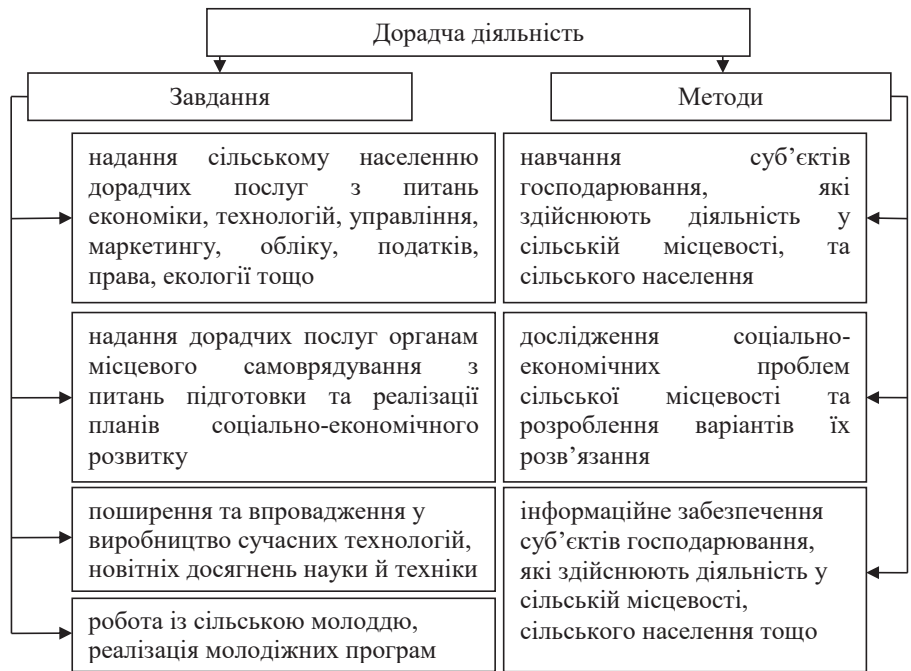 Дорадча діяльність
Завдання
надання сільському населенню
дорадчих послуг з питань
економіки, технологій, управління,
маркетингу, обліку, податків,
права, екології тощо
надання дорадчих послуг органам
місцевого самоврядування з
питань підготовки та реалізації
планів соціально-економічного
розвитку
поширення та впровадження у
виробництво сучасних технологій,
новітніх досягнень науки й техніки
робота із сільською молоддю,
реалізація молодіжних програм
Методи
навчання суб’єктів
господарювання, які
здійснюють діяльність у
сільській місцевості, та
сільського населення
дослідження соціально-
економічних проблем
сільської місцевості та
розроблення варіантів їх
розв’язання
інформаційне забезпечення
суб’єктів господарювання,
які здійснюють діяльність у
сільській місцевості,
сільського населення тощо